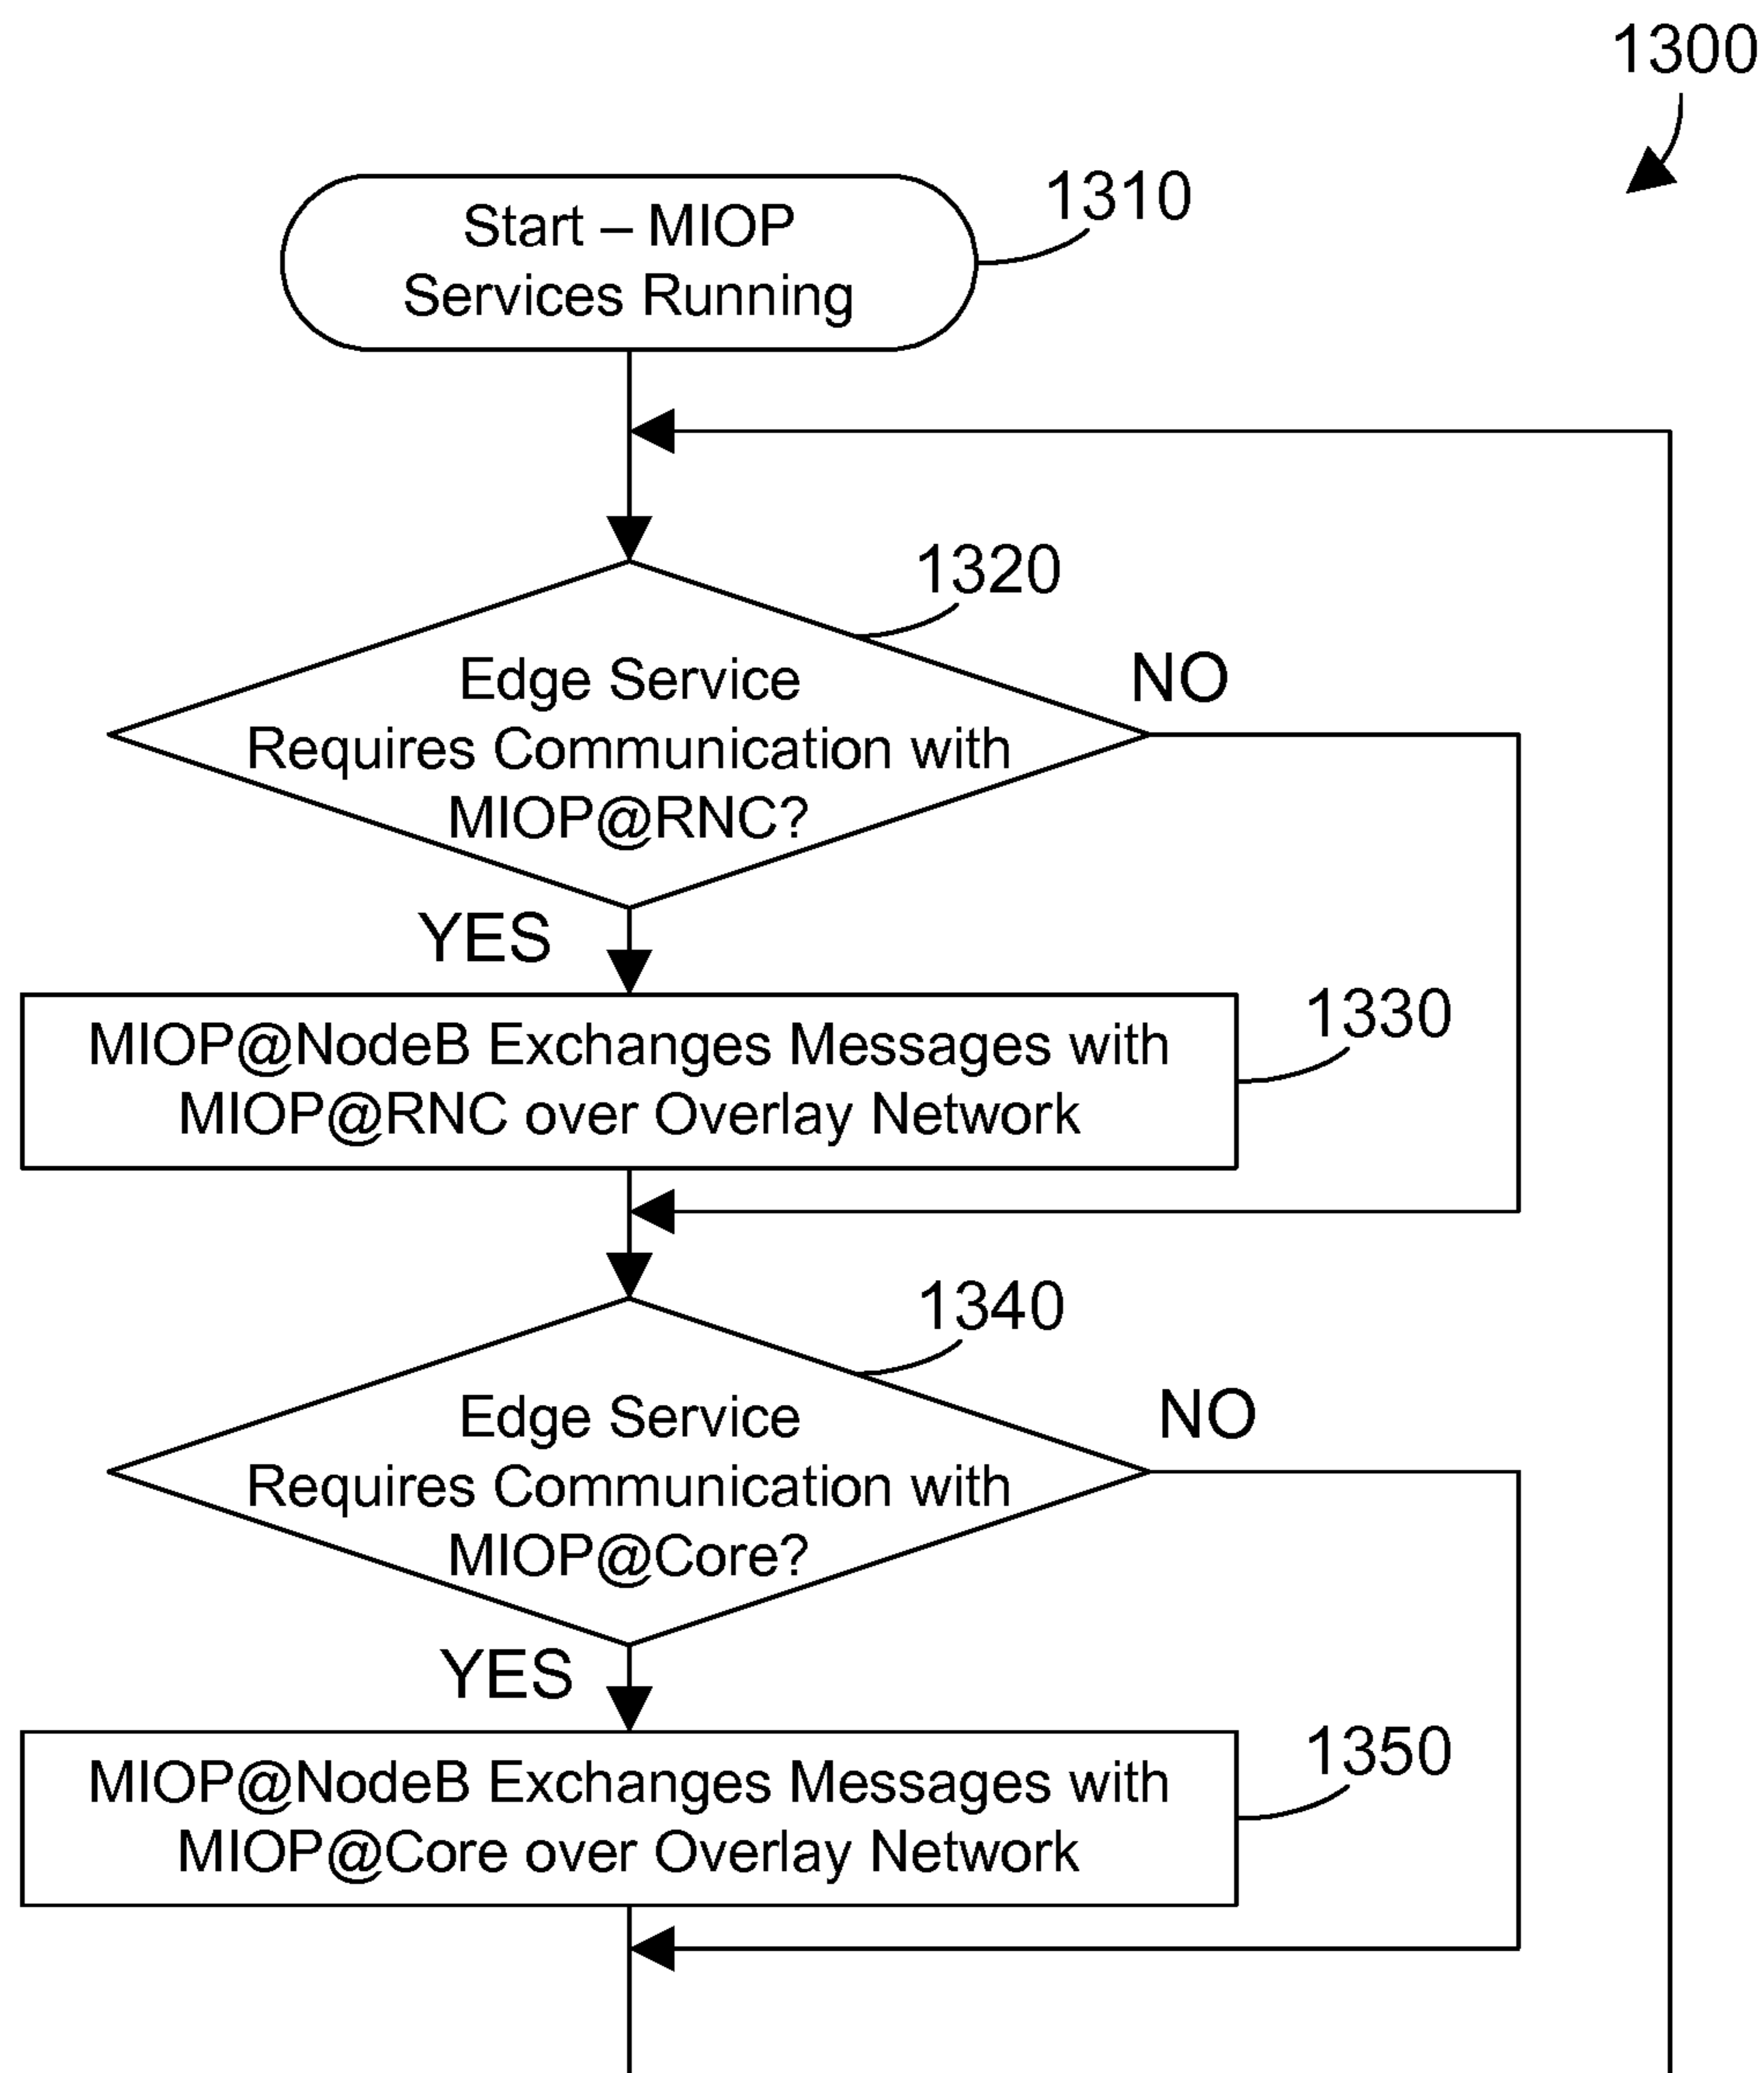 1300
Start – MIOP
Services Running
1310
1320
Edge Service
Requires Communication with
MIOP@RNC?
NO
YES
MIOP@NodeB Exchanges Messages with
MIOP@RNC over Overlay Network
1330
1340
Edge Service
Requires Communication with
MIOP@Core?
NO
YES
MIOP@NodeB Exchanges Messages with
MIOP@Core over Overlay Network
1350